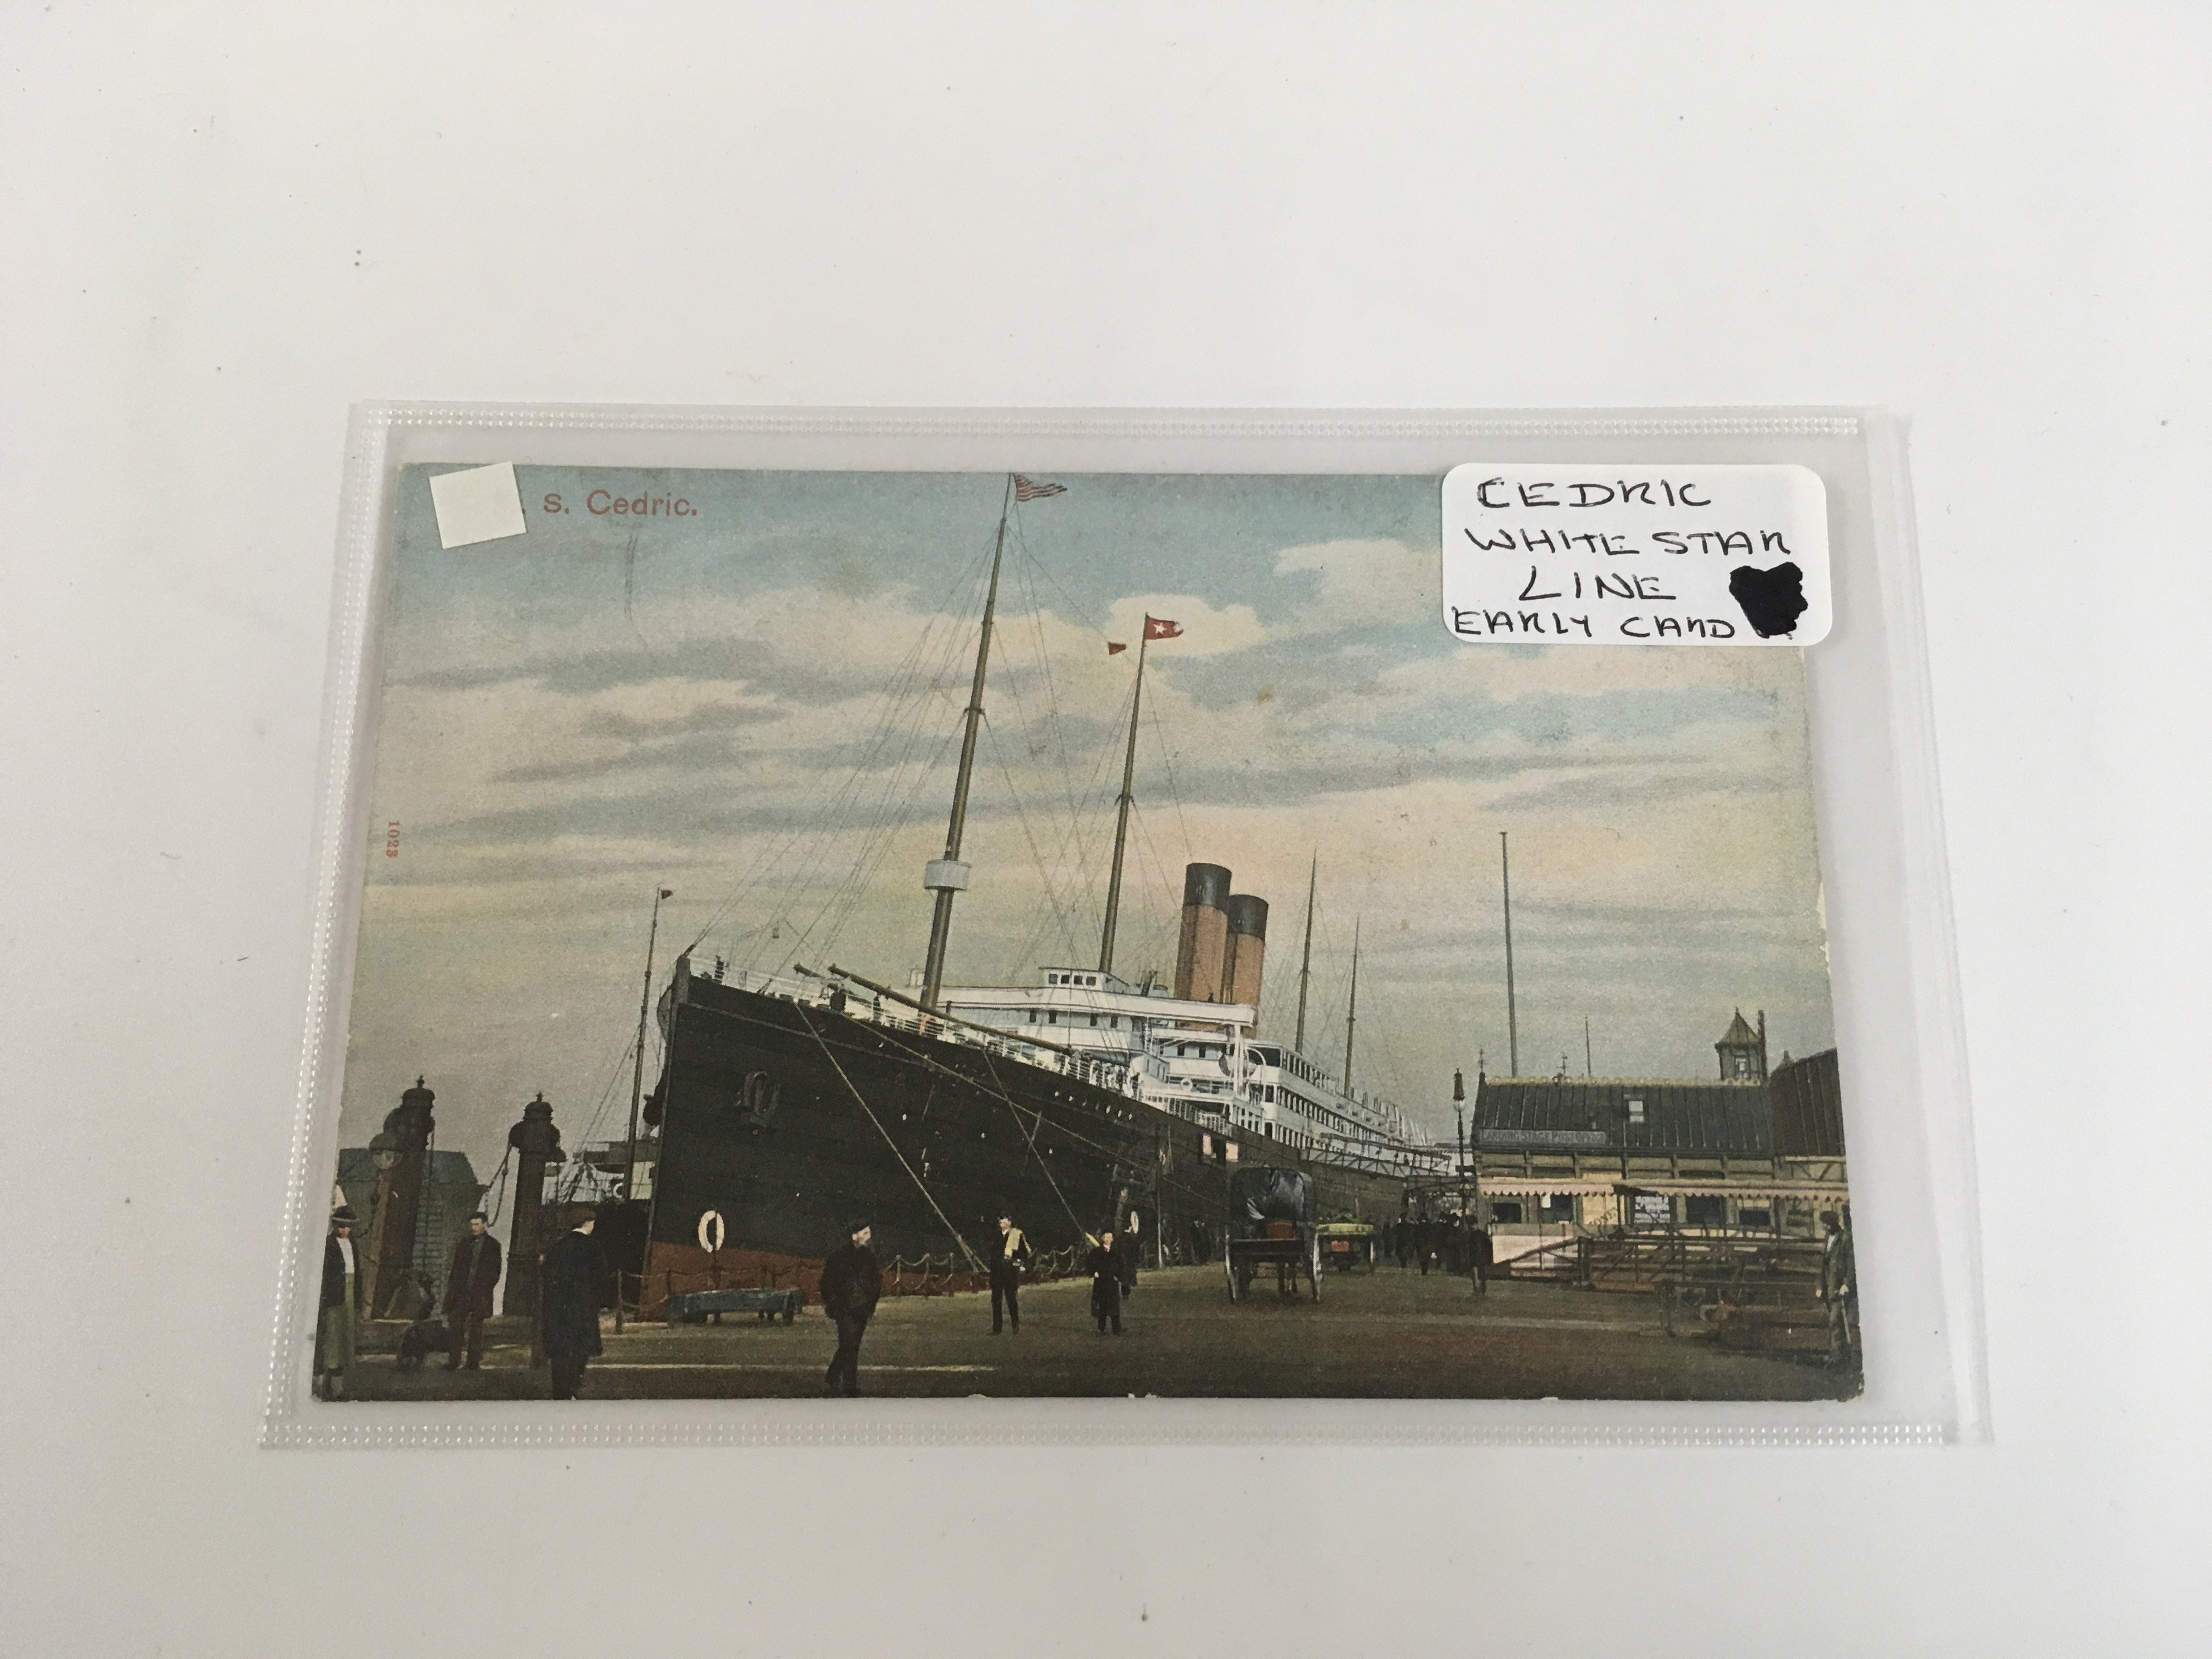 . s. Cedric.
CEDRIC
WHITE STAR
LINE
EARLY CARD
1023